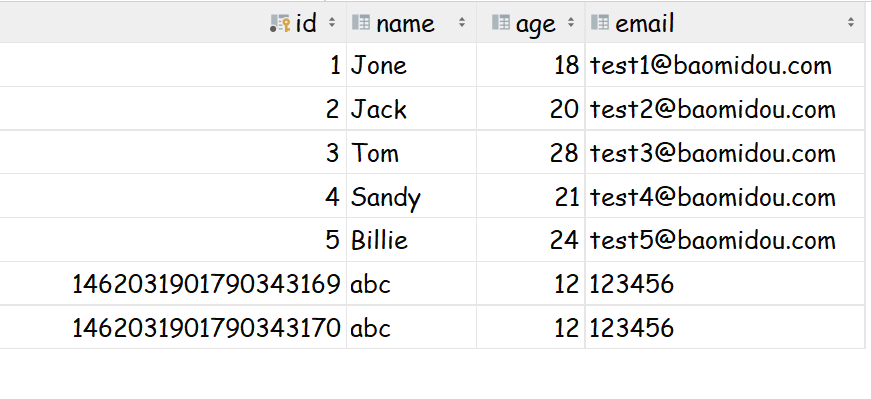 id name age email
1 Jone 18 test1@baomidou.com
2 Jack 20 test2@baomidou.com
3 Tom 28 test3@baomidou.com
4 Sandy 21 test4@baomidou.com
5 Billie 24 test5@baomidou.com
1462031901790343169 abc 12 123456
1462031901790343170 abc 12 123456